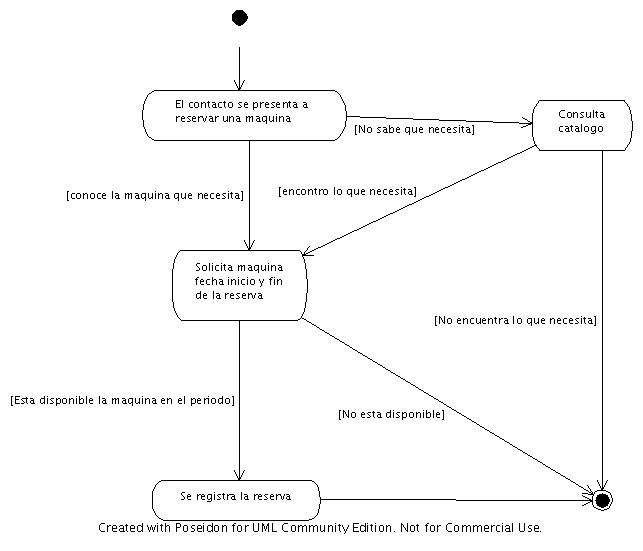 El contacto se presenta a
reservar una maquina
Consulta
catalogo
[No sabe que necesita]
[conoce la maquina que necesita]
[encontro lo que necesita]
Solicita maquina
fecha inicio y fin
de la reserva
[No encuentra lo que necesita]
[Esta disponible la maquina en el periodo]
[No esta disponible]
Se registra la reserva
Created with Poseidon for UML Community Edition. Not for Commercial Use.